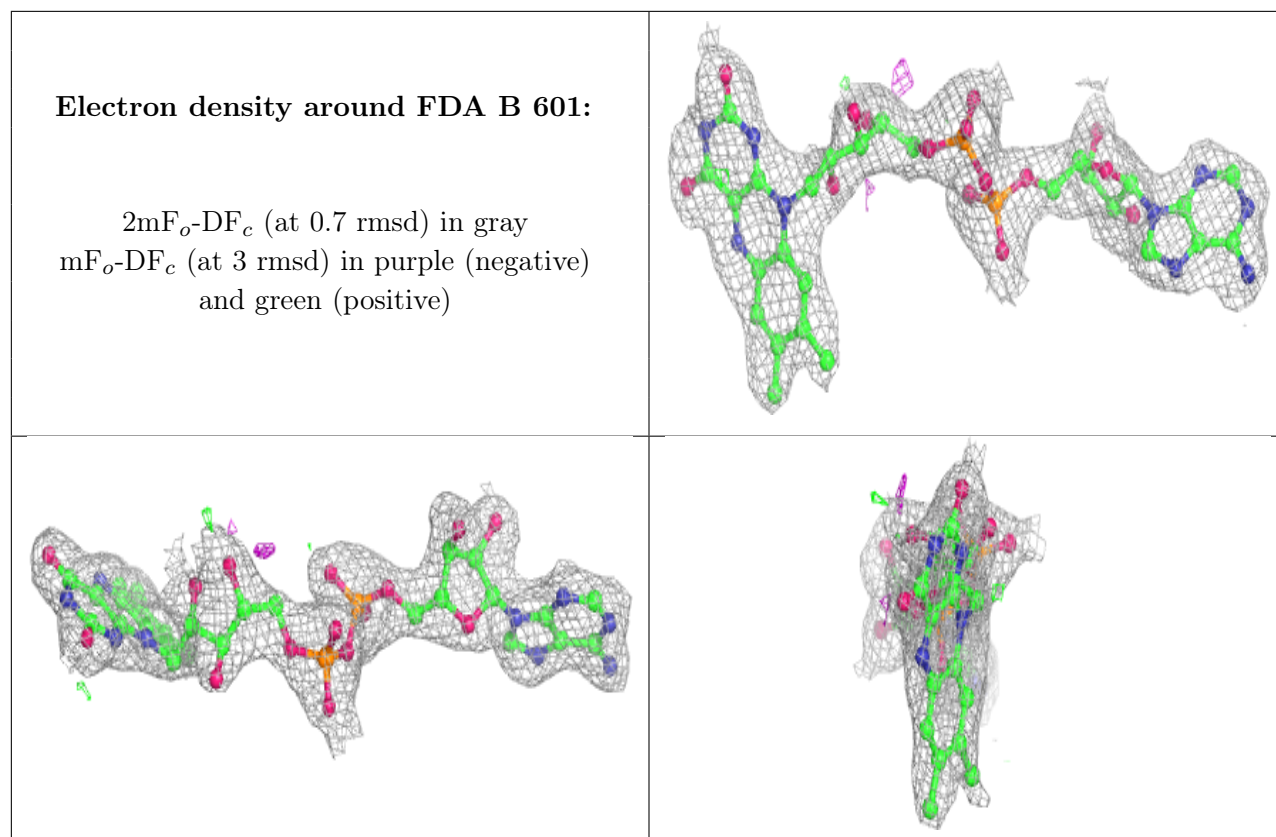 Electron density around FDA B 601:
2mFo-DFc (at 0.7 rmsd) in gray
mFo-DFc (at 3 rmsd) in purple (negative)
and green (positive)